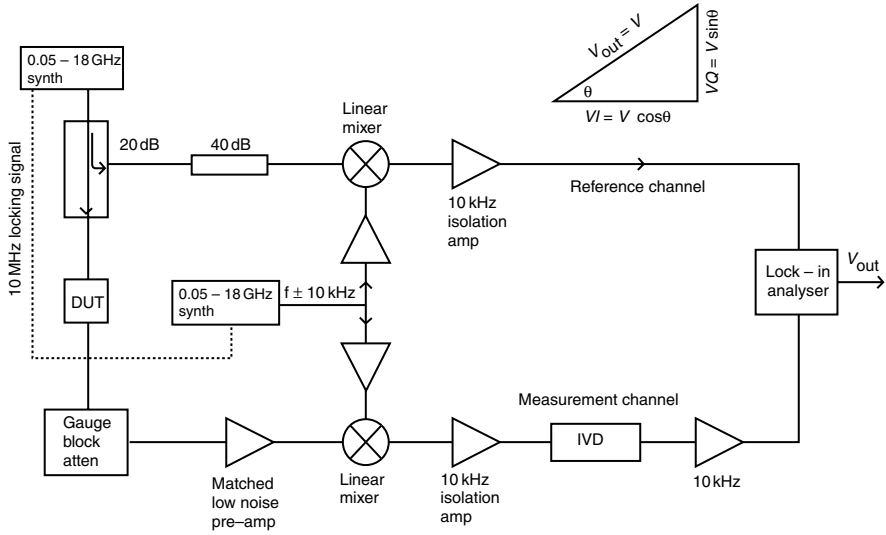 0.05 – 18 GHz
synth
20 dB
40 dB
Linear
mixer
10 kHz
isolation
amp
Reference channel
V out = V
θ
VI = V cosθ
VQ = V sinθ
10 MHz locking signal
DUT
0.05 – 18 GHz
synth
f ± 10 kHz
Lock – in
analyser
Vout
Gauge
block
atten
Matched
low noise
pre–amp
Linear
mixer
10 kHz
isolation
amp
Measurement channel
IVD
10 kHz